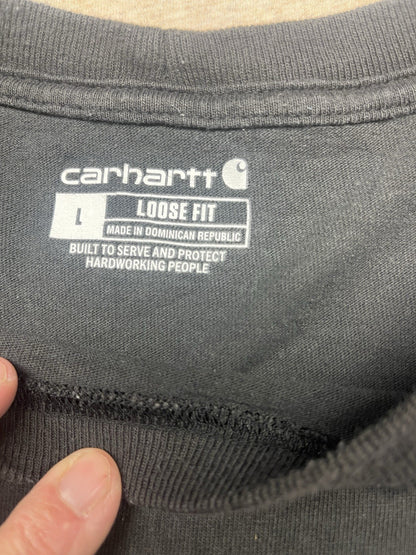 carhartt
L LOOSE FIT
MADE IN DOMINICAN REPUBLIC
BUILT TO SERVE AND PROTECT
HARDWORKING PEOPLE